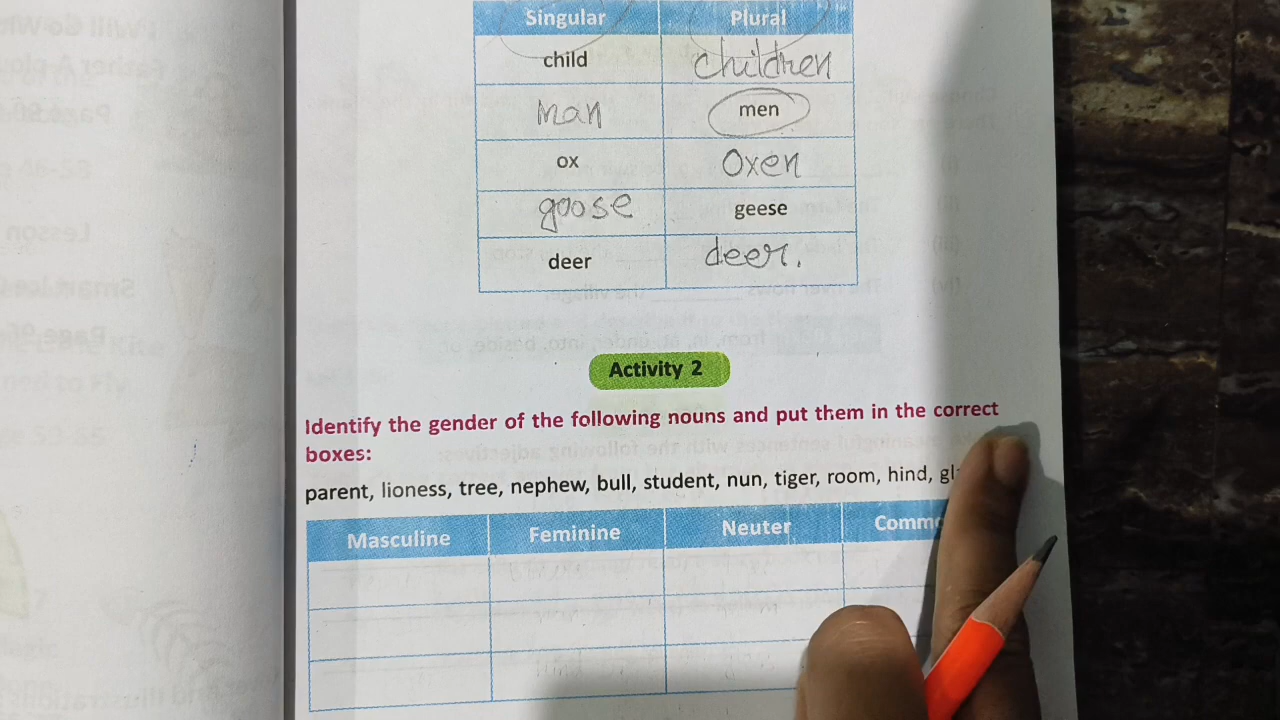 Singular Plural
child children
man men
ox oxen
goose geese
deer deer.
Activity 2
Identify the gender of the following nouns and put them in the correct
boxes:
parent, lioness, tree, nephew, bull, student, nun, tiger, room, hind,
Masculine Feminine Neuter